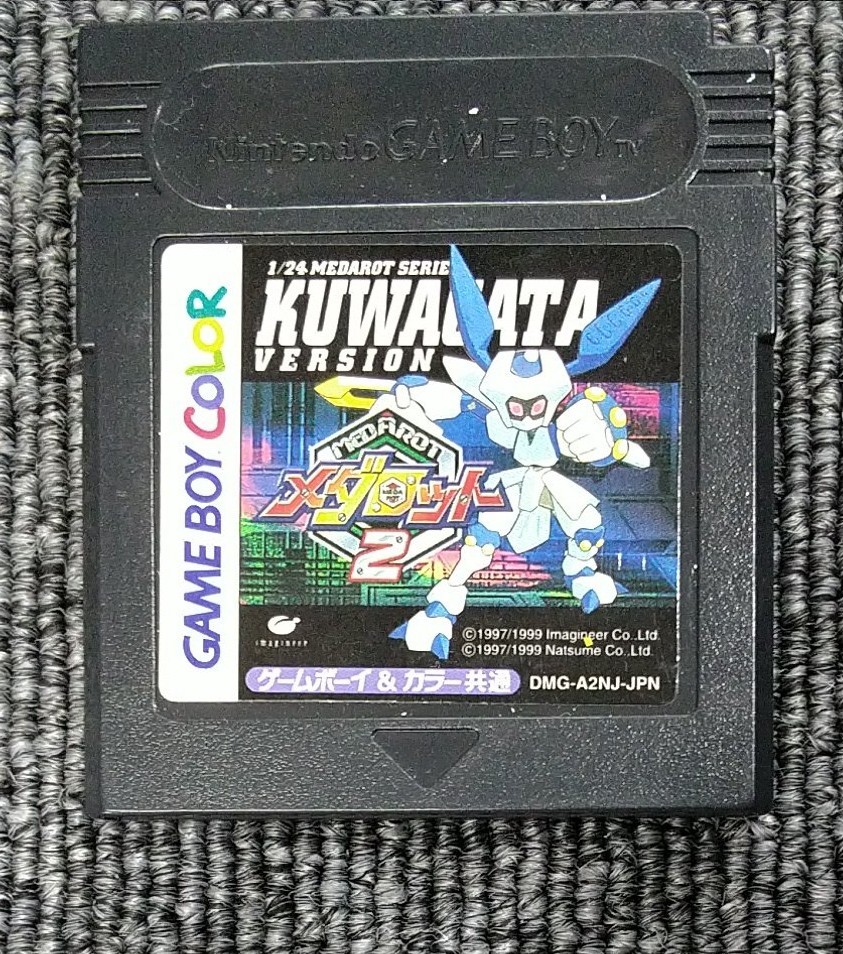 Nintendo GAME BOY TM
GAME BOY COLOR
1/24 MEDAROT SERIE
KUWAGATA
VERSION
MEDAROT
メダロット
2
imagineer
©1997/1999 Imagineer Co.,Ltd.
©1997/1999 Natsume Co.,Ltd.
ゲームボーイ & カラー共通
DMG-A2NJ-JPN